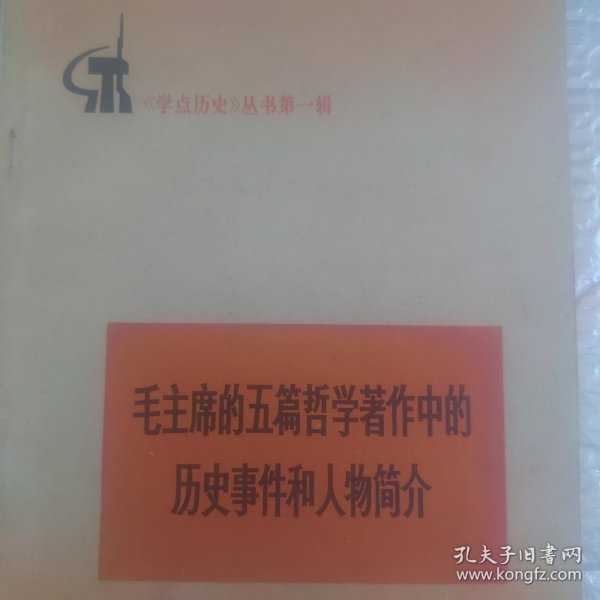 《学点历史》丛书第一辑
毛主席的五篇哲学著作中的
历史事件和人物简介
孔夫子旧书网
www.kongfz.com